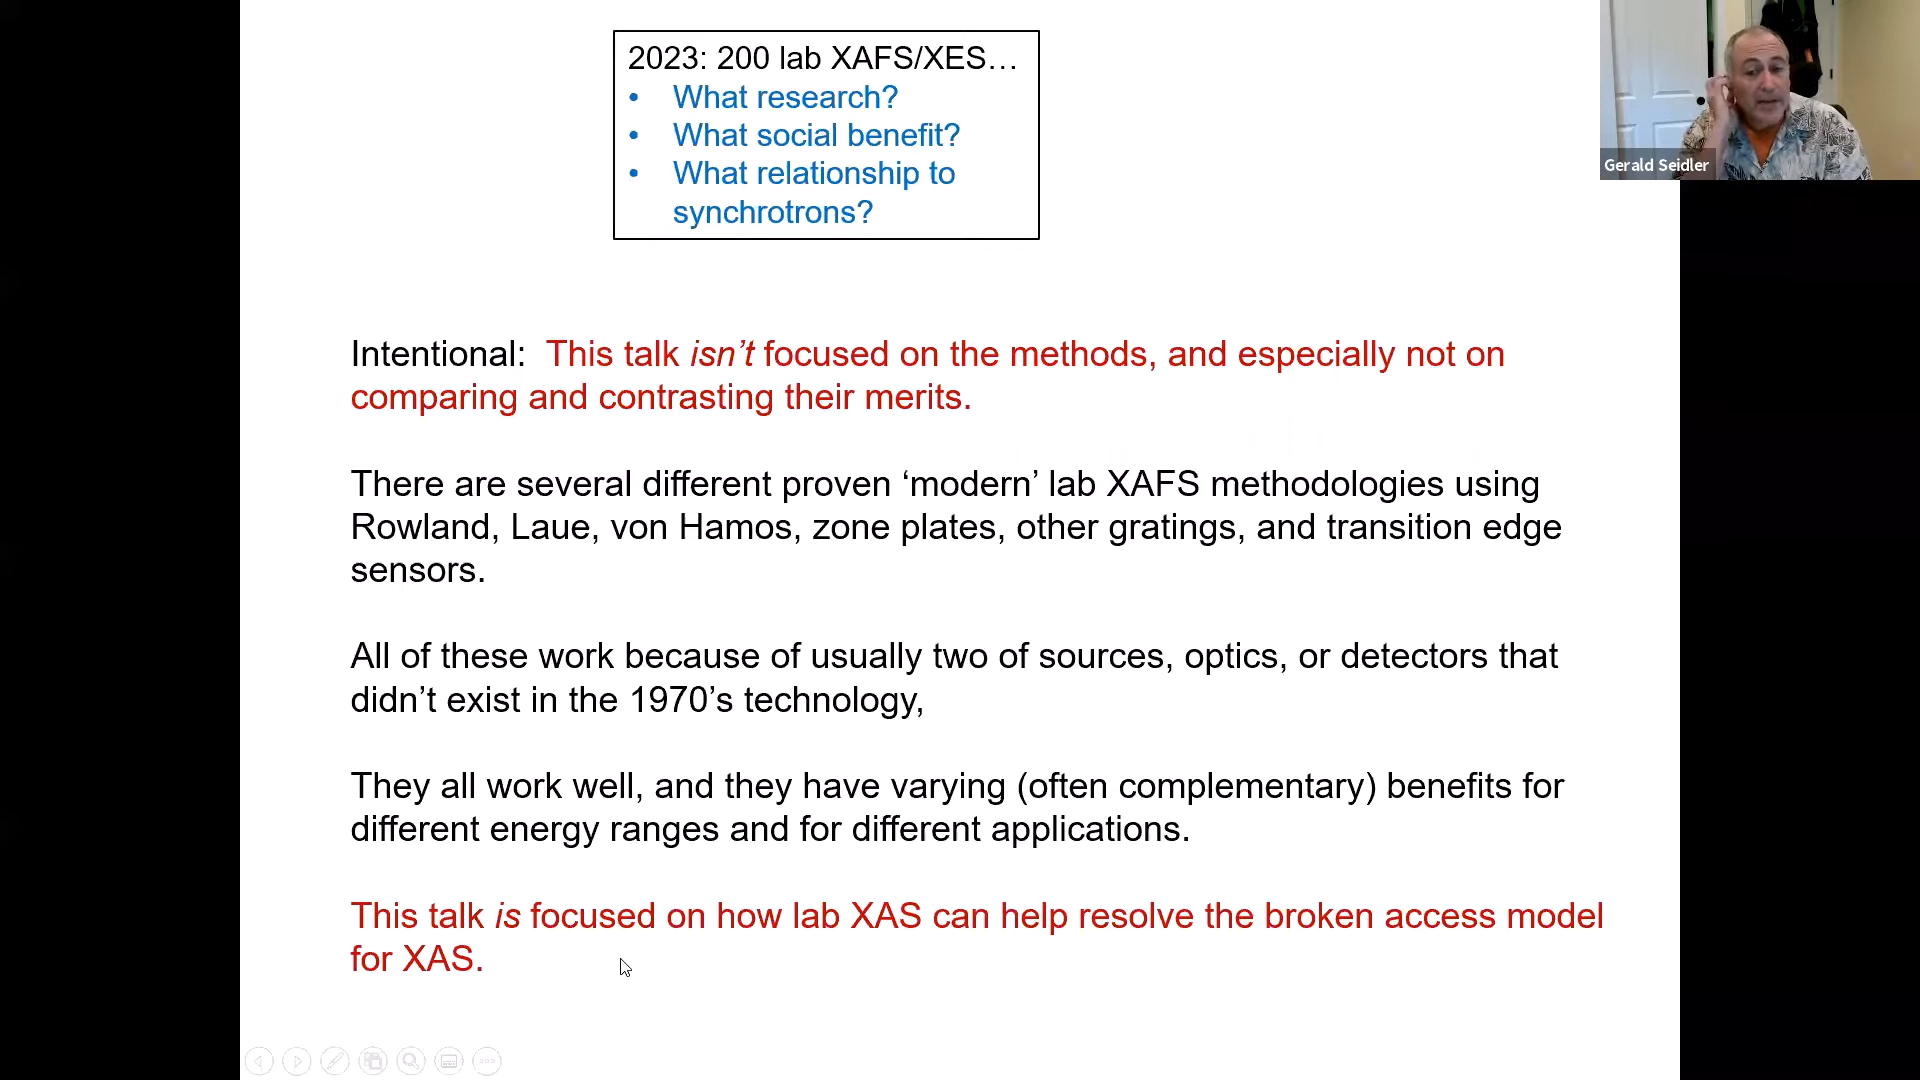 2023: 200 lab XAFS/XES…
• What research?
• What social benefit?
• What relationship to
synchrotrons?
Gerald Seidler
Intentional:  This talk isn’t focused on the methods, and especially not on
comparing and contrasting their merits.
There are several different proven ‘modern’ lab XAFS methodologies using
Rowland, Laue, von Hamos, zone plates, other gratings, and transition edge
sensors.
All of these work because of usually two of sources, optics, or detectors that
didn’t exist in the 1970’s technology,
They all work well, and they have varying (often complementary) benefits for
different energy ranges and for different applications.
This talk is focused on how lab XAS can help resolve the broken access model
for XAS.